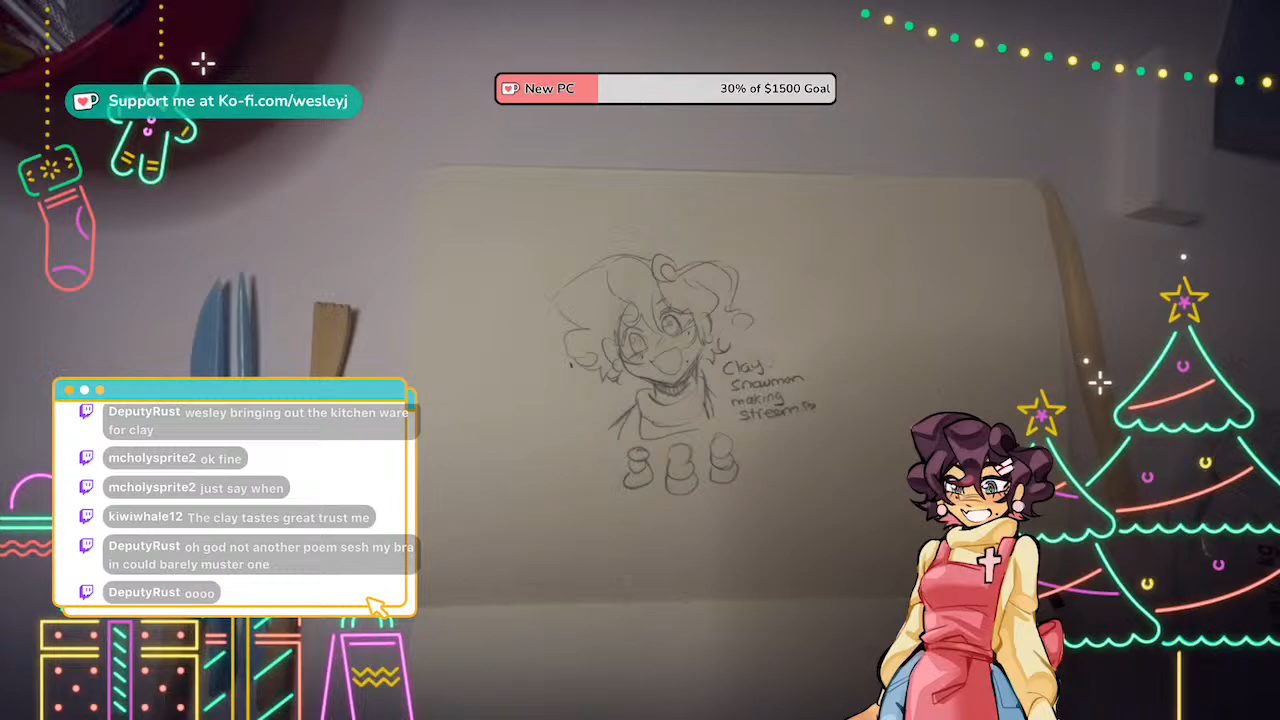 Support me at Ko-fi.com/wesleyj
New PC
30% of $1500 Goal
Clay
Snowman
making
stream
DeputyRust wesley bringing out the kitchen ware
for clay
mcholysprite2 ok fine
mcholysprite2 just say when
kiwiwhale12 The clay tastes great trust me
DeputyRust oh god not another poem sesh my bra
in could barely muster one
DeputyRust oooo